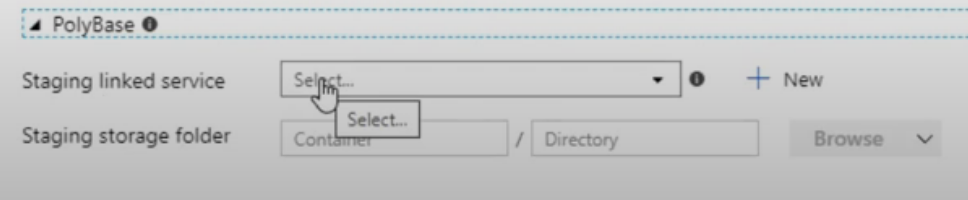 PolyBase
Staging linked service Select... + New
Select...
Staging storage folder Container / Directory Browse